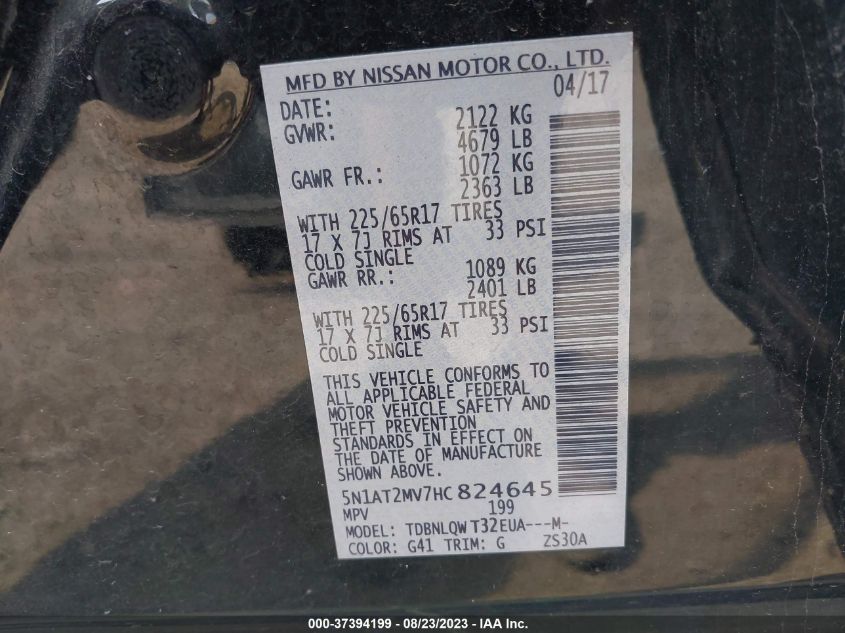 MFD BY NISSAN MOTOR CO., LTD.
DATE: 04/17
GVWR: 2122 KG
4679 LB
GAWR FR.: 1072 KG
2363 LB
WITH 225/65R17 TIRES
17 X 7J RIMS AT 33 PSI
COLD SINGLE
GAWR RR.: 1089 KG
2401 LB
WITH 225/65R17 TIRES
17 X 7J RIMS AT 33 PSI
COLD SINGLE
THIS VEHICLE CONFORMS TO
ALL APPLICABLE FEDERAL
MOTOR VEHICLE SAFETY AND
THEFT PREVENTION
STANDARDS IN EFFECT ON
THE DATE OF MANUFACTURE
SHOWN ABOVE.
5N1AT2MV7HC824645
MPV 199
MODEL: TDBNLQW T32EUA---M-
COLOR: G41 TRIM: G ZS30A
000-37394199 / 08/23/2023 / Copyright IAA, Inc.